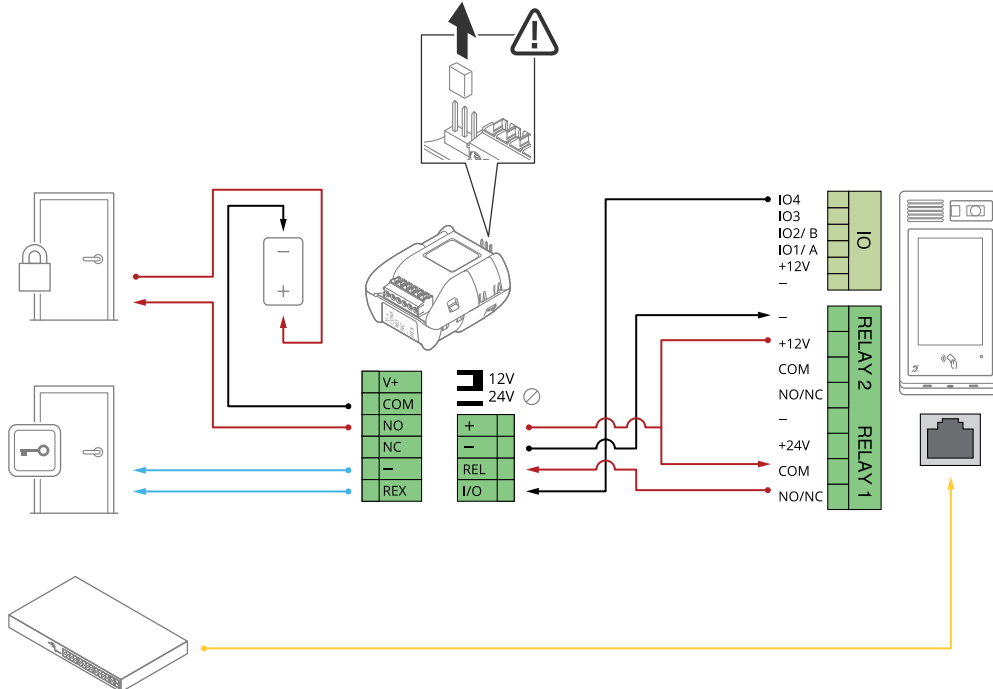 IO4
IO3
IO2/ B
IO1/ A
+12V
–
IO
–
+12V
COM
NO/NC
–
+24V
COM
NO/NC
RELAY 2
RELAY 1
–
+
V+
COM
NO
NC
–
REX
12V
24V
+
–
REL
I/O